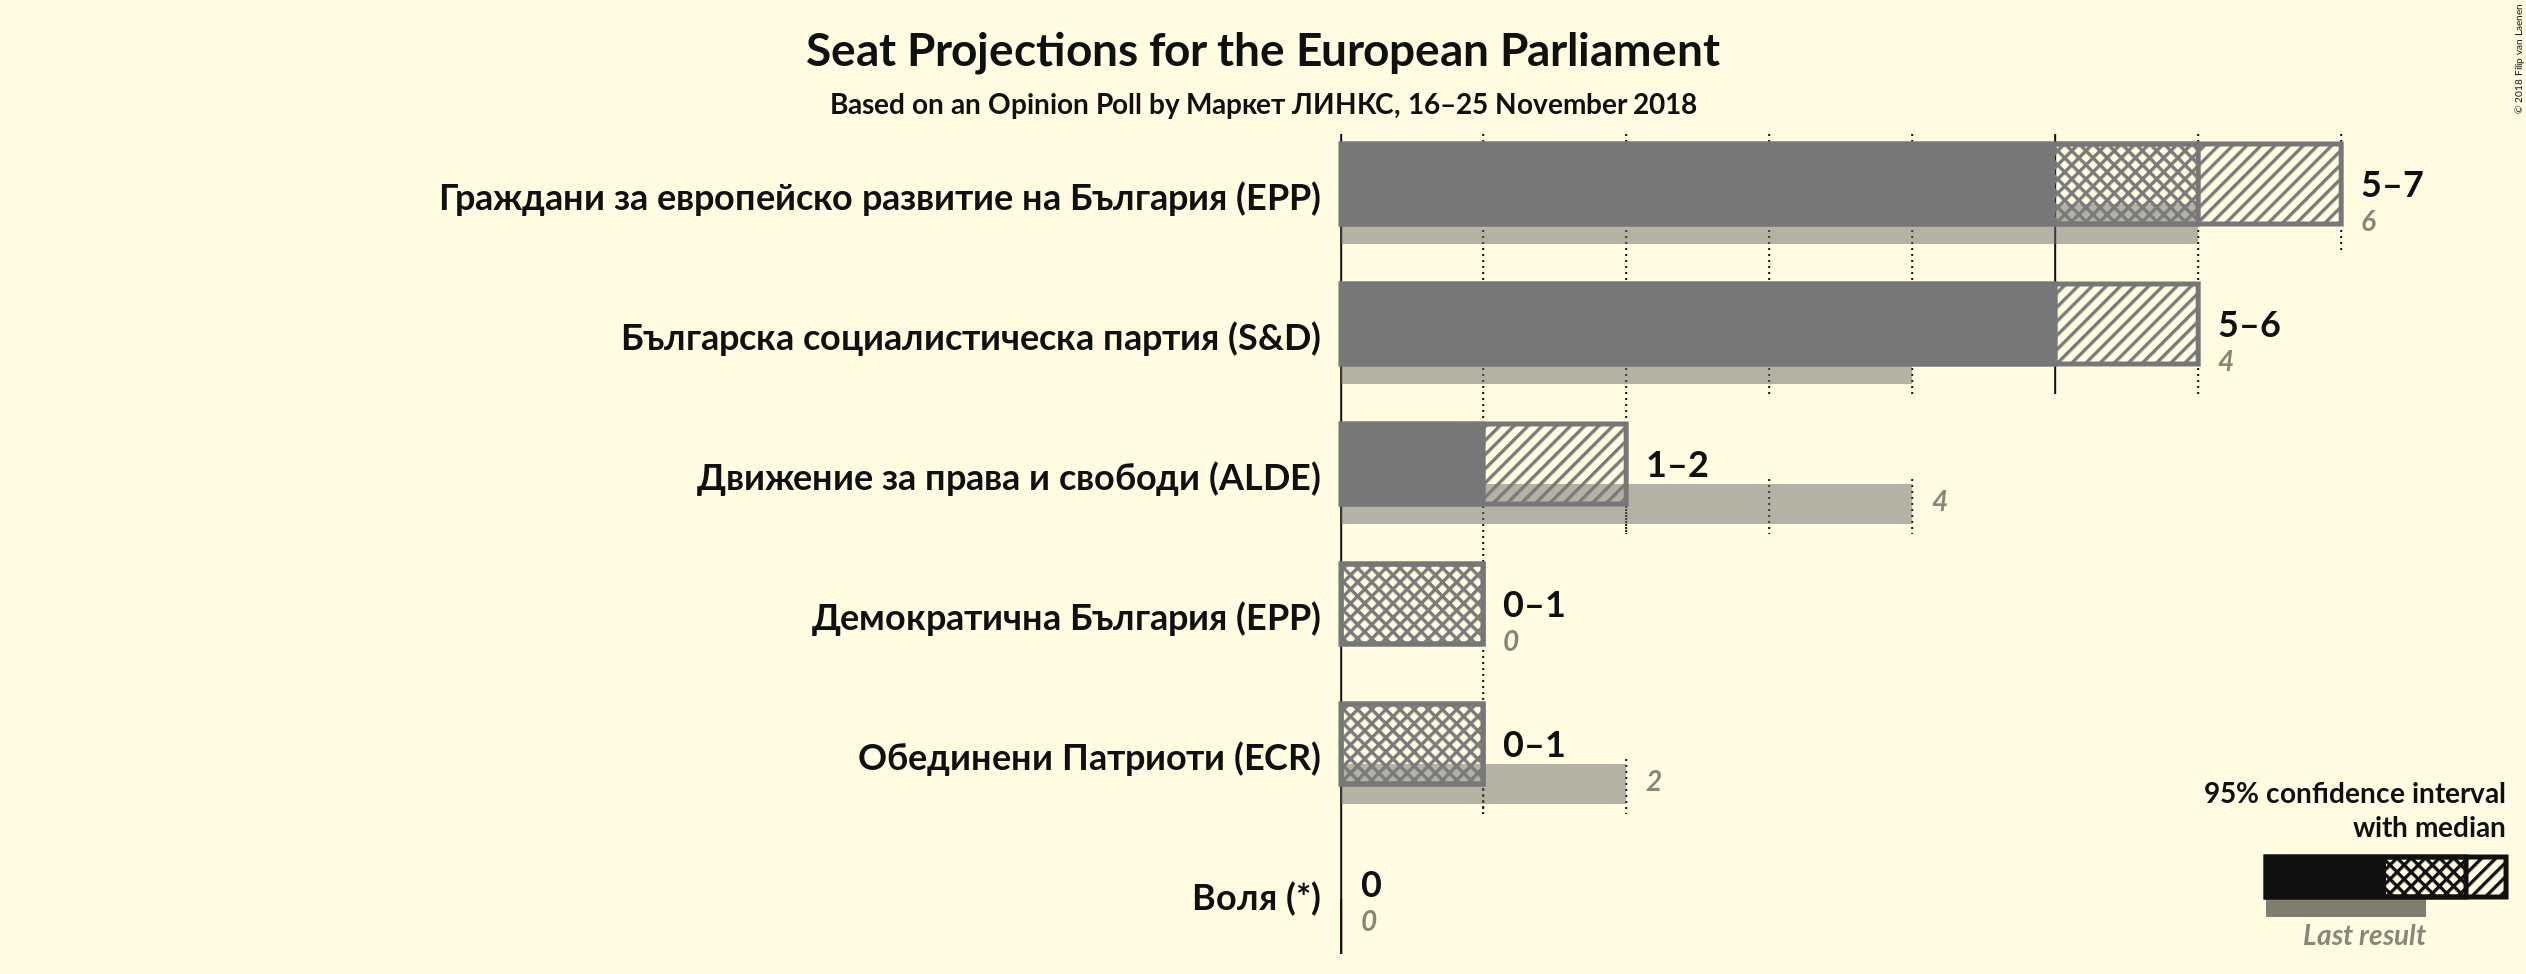 © 2018 Filip van Laenen
Seat Projections for the European Parliament
Based on an Opinion Poll by Маркет ЛИНКС, 16–25 November 2018
Граждани за европейско развитие на България (EPP)
5–7
6
Българска социалистическа партия (S&D)
5–6
4
Движение за права и свободи (ALDE)
1–2
4
Демократична България (EPP)
0–1
0
Обединени Патриоти (ECR)
0–1
2
Воля (*)
0
0
95% confidence interval
with median
Last result